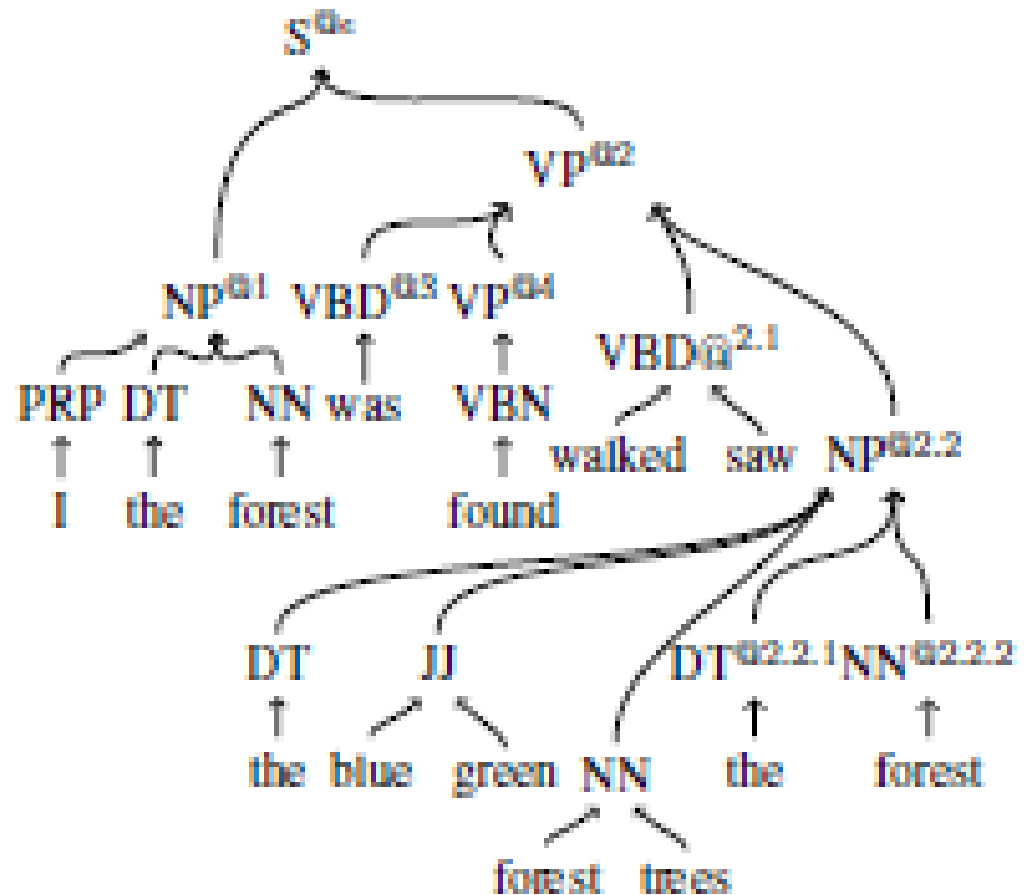 S@ε
VP@2
NP@1 VBD@3 VP@4
VBD@2.1
PRP DT NN was VBN
walked saw NP@2.2
I the forest found
DT JJ DT@2.2.1 NN@2.2.2
the blue green NN the forest
forest trees